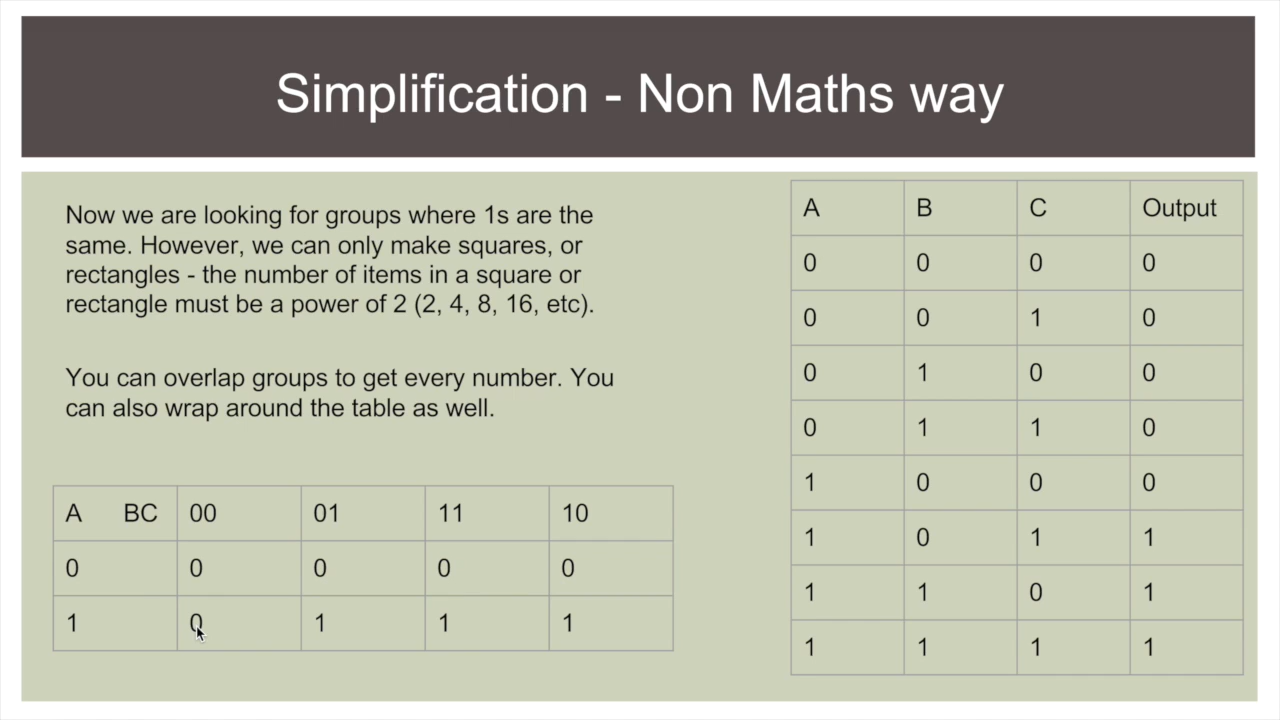 Simplification - Non Maths way
Now we are looking for groups where 1s are the
same. However, we can only make squares, or
rectangles - the number of items in a square or
rectangle must be a power of 2 (2, 4, 8, 16, etc).
You can overlap groups to get every number. You
can also wrap around the table as well.
A BC 00 01 11 10
0 0 0 0 0
1 0 1 1 1
A B C Output
0 0 0 0
0 0 1 0
0 1 0 0
0 1 1 0
1 0 0 0
1 0 1 1
1 1 0 1
1 1 1 1